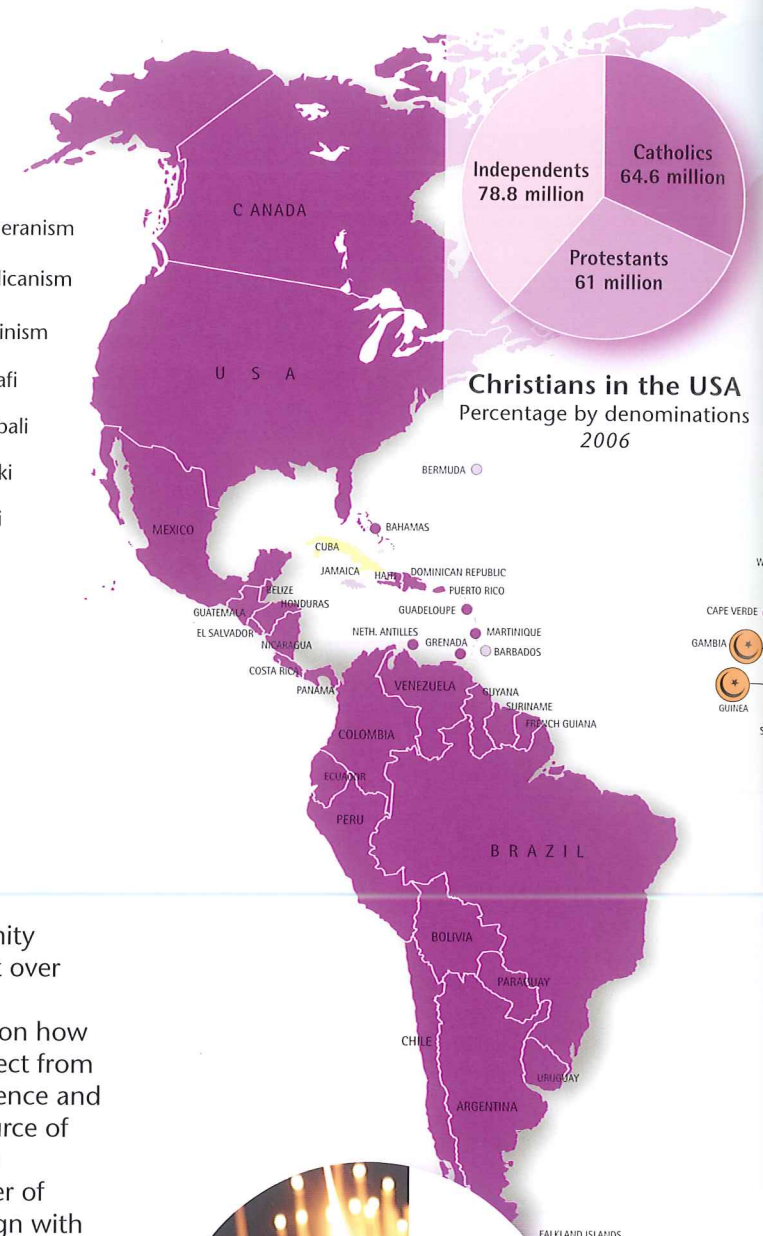 eranism
licanism
inism
afi
bali
ki
i
CANADA
USA
Independents
78.8 million
Catholics
64.6 million
Protestants
61 million
Christians in the USA
Percentage by denominations
2006
BERMUDA
BAHAMAS
MEXICO
CUBA
JAMAICA
HAITI
DOMINICAN REPUBLIC
PUERTO RICO
BELIZE
HONDURAS
GUATEMALA
EL SALVADOR
NICARAGUA
COSTA RICA
PANAMA
GUADELOUPE
NETH. ANTILLES
GRENADA
MARTINIQUE
BARBADOS
W
CAPE VERDE
GAMBIA
GUINEA
S
VENEZUELA
GUYANA
SURINAME
FRENCH GUIANA
COLOMBIA
ECUADOR
PERU
BRAZIL
BOLIVIA
PARAGUAY
CHILE
URUGUAY
ARGENTINA
FALKLAND ISLANDS
nity
over
on how
ect from
ence and
urce of
er of
gn with